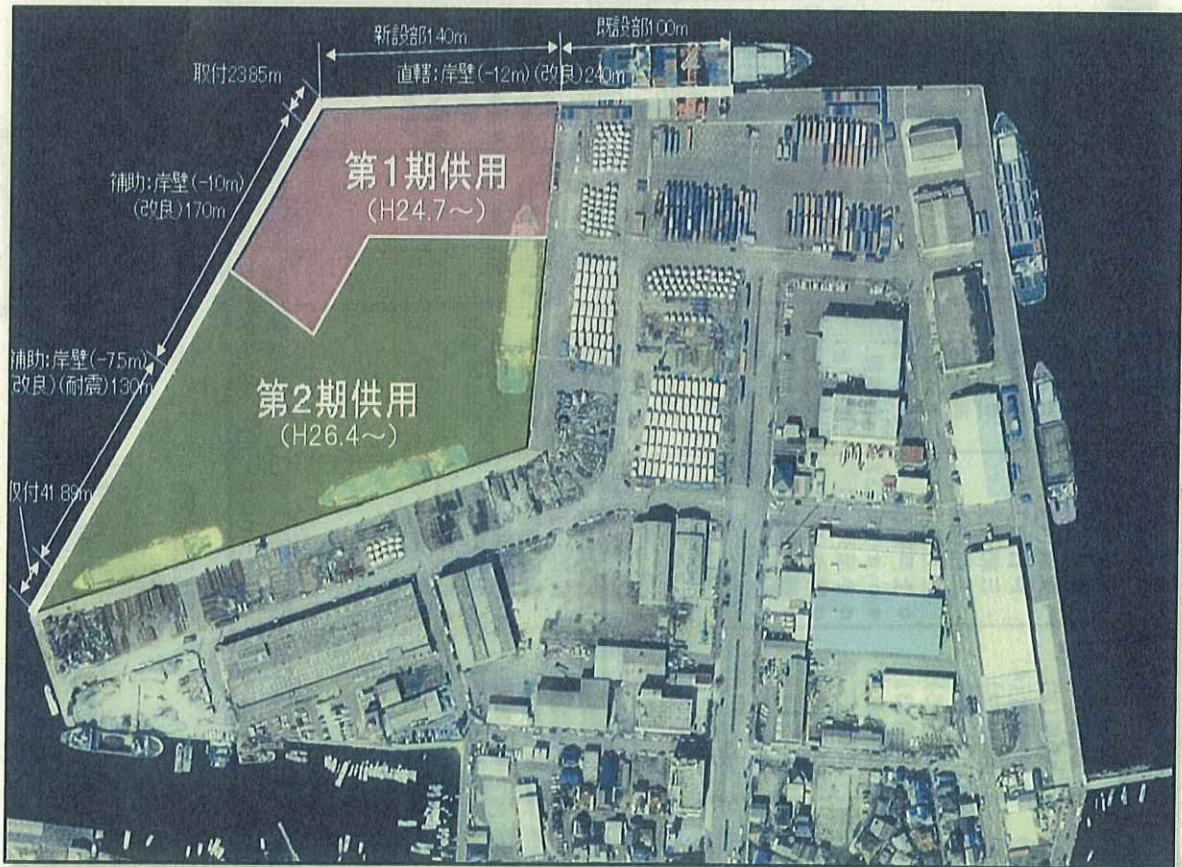 新設部140m
既設部100m
取付23.85m
直轄:岸壁(-12m)(改良)240m
補助:岸壁(-10m)
(改良)170m
第1期供用
(H24.7~)
補助:岸壁(-7.5m)
(改良)(耐震)130m
第2期供用
(H26.4~)
取付41.89m